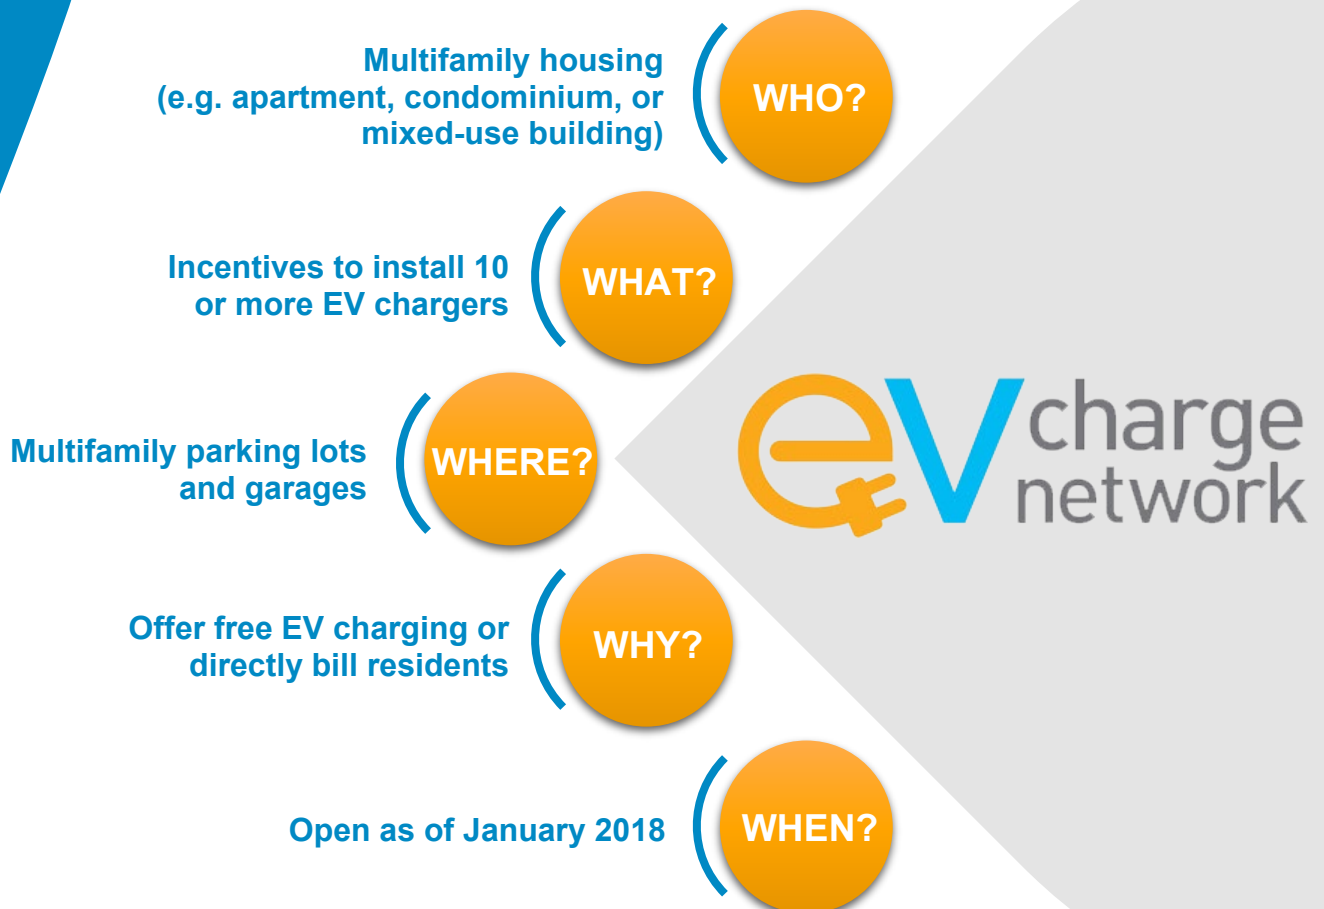 Multifamily housing
(e.g. apartment, condominium, or
mixed-use building)
WHO?
Incentives to install 10
or more EV chargers
WHAT?
Multifamily parking lots
and garages
WHERE?
eV charge
network
Offer free EV charging or
directly bill residents
WHY?
Open as of January 2018
WHEN?